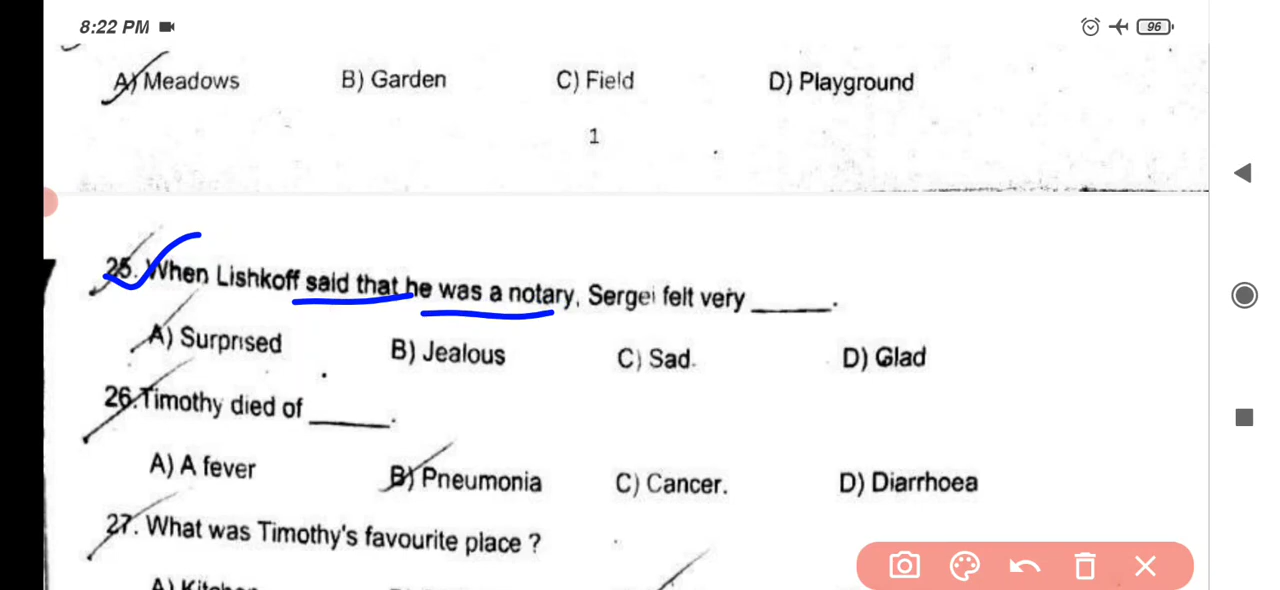 8:22 PM 96
A) Meadows B) Garden C) Field D) Playground
1
25. When Lishkoff said that he was a notary, Sergei felt very ______.
A) Surprised B) Jealous C) Sad. D) Glad
26. Timothy died of ______.
A) A fever B) Pneumonia C) Cancer. D) Diarrhoea
27. What was Timothy's favourite place ?
A) Kitchen